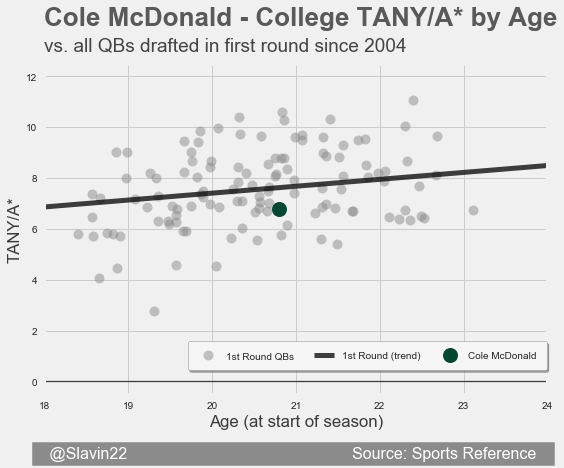 Cole McDonald - College TANY/A* by Age
vs. all QBs drafted in first round since 2004
12
10
8
6
4
2
0
TANY/A*
1st Round QBs
1st Round (trend)
Cole McDonald
18
19
20
21
22
23
24
Age (at start of season)
@Slavin22
Source: Sports Reference